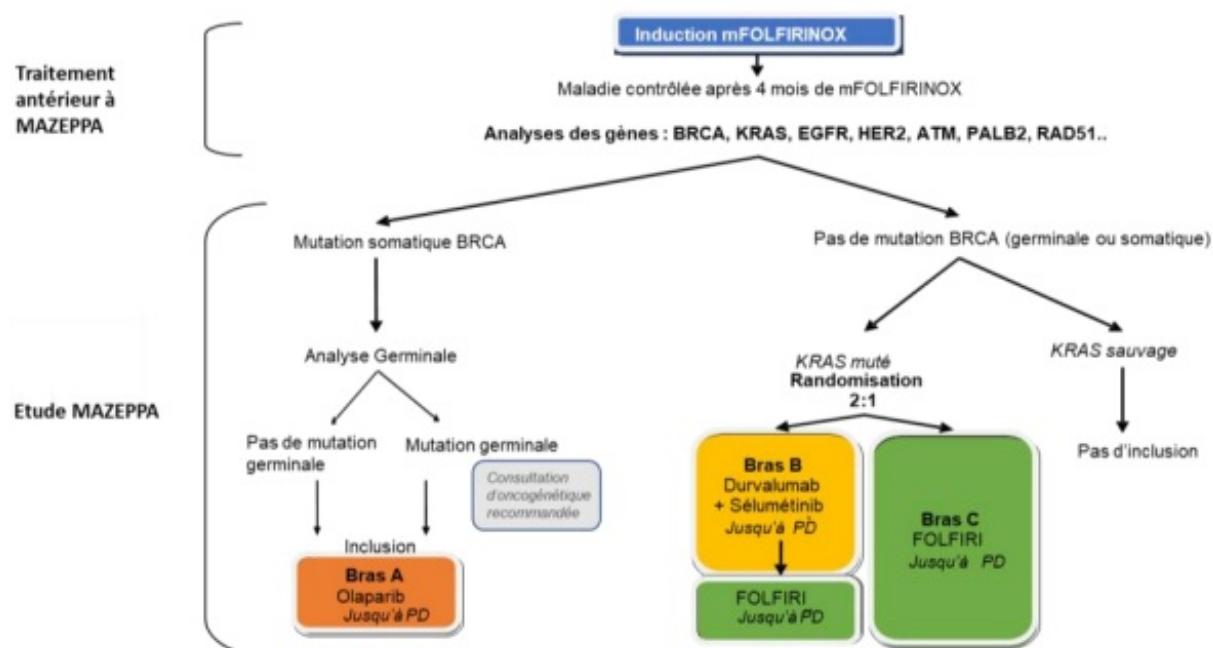 Induction mFOLFIRINOX
Traitement
antérieur à
MAZEPPA
Maladie contrôlée après 4 mois de mFOLFIRINOX
Analyses des gènes : BRCA, KRAS, EGFR, HER2, ATM, PALB2, RAD51..
Etude MAZEPPA
Mutation somatique BRCA
Analyse Germinale
Pas de mutation
germinale
Mutation germinale
Consultation
d'oncogénétique
recommandée
Inclusion
Bras A
Olaparib
Jusqu'à PD
Pas de mutation BRCA (germinale ou somatique)
KRAS muté
Randomisation
2:1
Bras B
Durvalumab
+ Sélumétinib
Jusqu'à PD
FOLFIRI
Jusqu'à PD
Bras C
FOLFIRI
Jusqu'à PD
KRAS sauvage
Pas d'inclusion